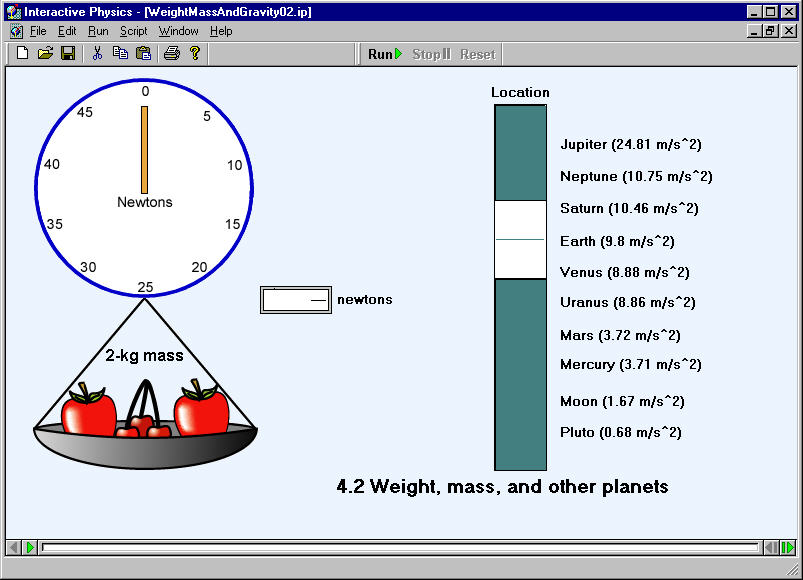 Interactive Physics - [WeightMassAndGravity02.ip]
File Edit Run Script Window Help
Run Stop Reset
0
5
10
15
20
25
30
35
40
45
Newtons
2-kg mass
newtons
Location
Jupiter (24.81 m/s^2)
Neptune (10.75 m/s^2)
Saturn (10.46 m/s^2)
Earth (9.8 m/s^2)
Venus (8.88 m/s^2)
Uranus (8.86 m/s^2)
Mars (3.72 m/s^2)
Mercury (3.71 m/s^2)
Moon (1.67 m/s^2)
Pluto (0.68 m/s^2)
4.2 Weight, mass, and other planets